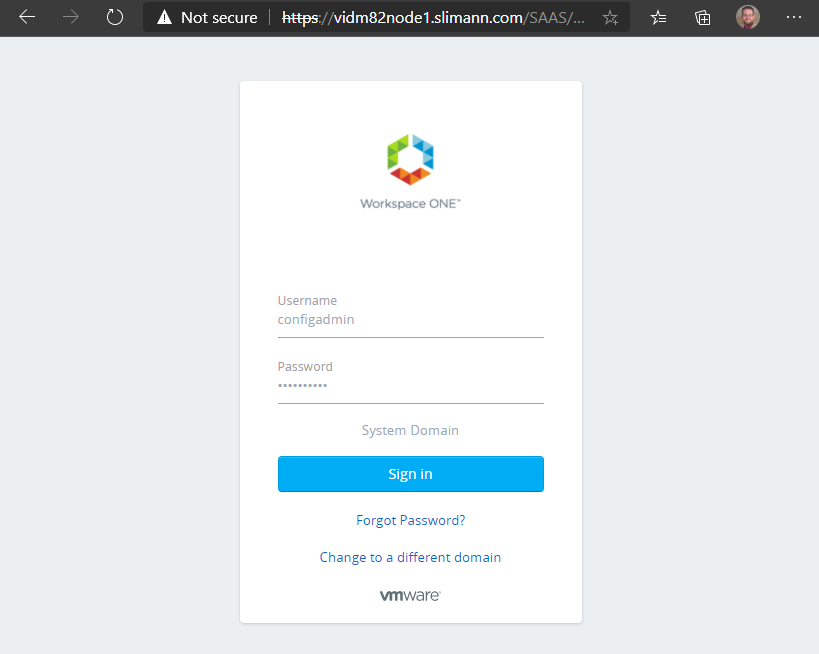 Not secure
https://vidm82node1.slimann.com/SAAS/...
Workspace ONE™
Username
configadmin
Password
••••••••••
System Domain
Sign in
Forgot Password?
Change to a different domain
vmware®